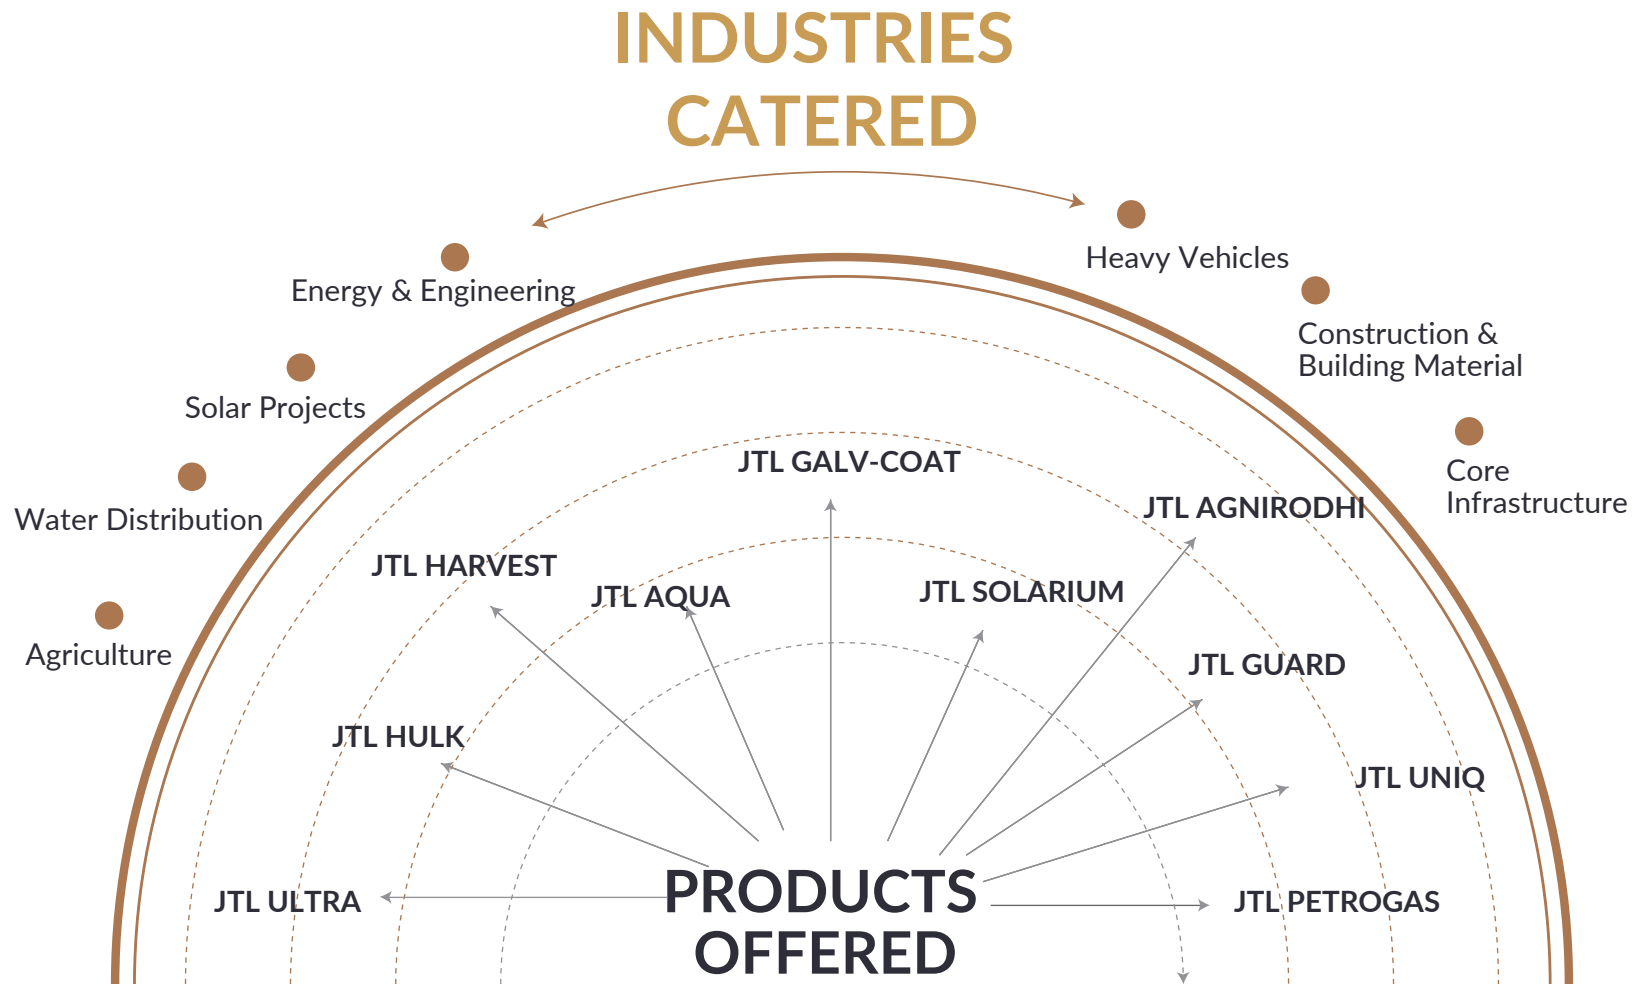 INDUSTRIES
CATERED
Heavy Vehicles
Energy & Engineering
Construction &
Building Material
Solar Projects
Core
Infrastructure
Water Distribution
Agriculture
JTL GALV-COAT
JTL AGNIRODHI
JTL HARVEST
JTL AQUA
JTL SOLARIUM
JTL GUARD
JTL HULK
JTL UNIQ
JTL ULTRA
JTL PETROGAS
PRODUCTS
OFFERED